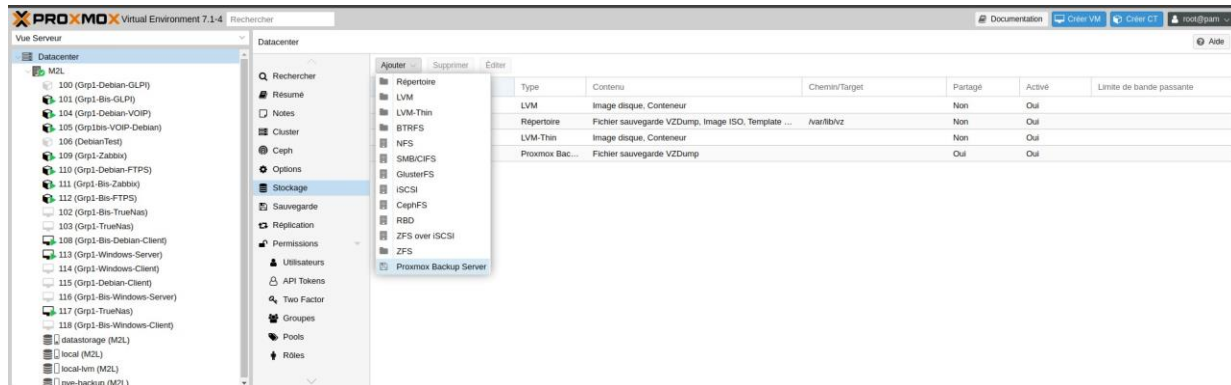 PROXMOX Virtual Environment 7.1-4 Rechercher
Documentation Créer VM Créer CT root@pam
Vue Serveur
Datacenter
M2L
100 (Grp1-Debian-GLPI)
101 (Grp1-Bis-GLPI)
104 (Grp1-Debian-VOIP)
105 (Grp1bis-VOIP-Debian)
106 (DebianTest)
109 (Grp1-Zabbix)
110 (Grp1-Debian-FTPS)
111 (Grp1-Bis-Zabbix)
112 (Grp1-Bis-FTPS)
102 (Grp1-Bis-TrueNas)
103 (Grp1-TrueNas)
108 (Grp1-Bis-Debian-Client)
113 (Grp1-Windows-Server)
114 (Grp1-Windows-Client)
115 (Grp1-Debian-Client)
116 (Grp1-Bis-Windows-Server)
117 (Grp1-TrueNas)
118 (Grp1-Bis-Windows-Client)
datastorage (M2L)
local (M2L)
local-lvm (M2L)
pve-backup (M2L)
Datacenter
Aide
Rechercher
Résumé
Notes
Cluster
Ceph
Options
Stockage
Sauvegarde
Réplication
Permissions
Utilisateurs
API Tokens
Two Factor
Groupes
Pools
Rôles
Ajouter Supprimer Éditer
Répertoire
LVM
LVM-Thin
BTRFS
NFS
SMB/CIFS
GlusterFS
iSCSI
CephFS
RBD
ZFS over iSCSI
ZFS
Proxmox Backup Server
Type Contenu Chemin/Target Partagé Activé Limite de bande passante
LVM Image disque, Conteneur Non Oui
Répertoire Fichier sauvegarde VZDump, Image ISO, Template ... /var/lib/vz Non Oui
LVM-Thin Image disque, Conteneur Non Oui
Proxmox Bac... Fichier sauvegarde VZDump Oui Oui